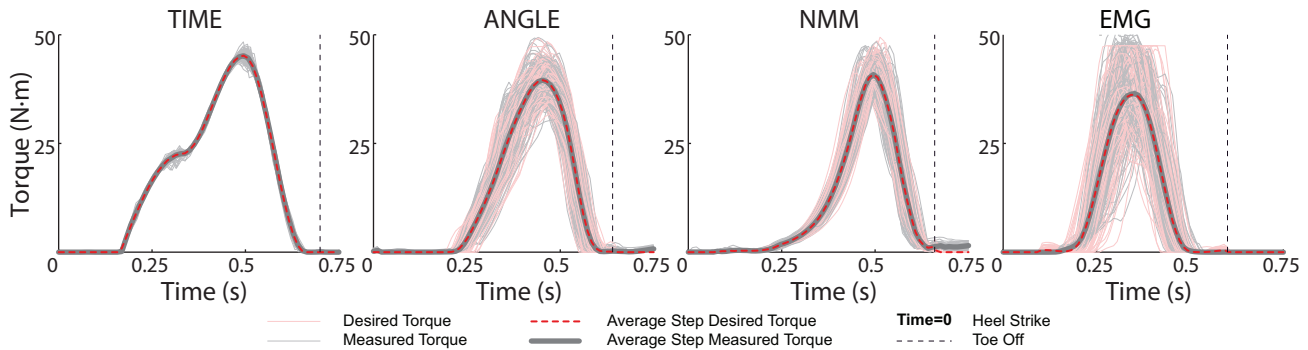 TIME
ANGLE
NMM
EMG
50
50
50
50
25
25
25
25
Torque (N·m)
0 0.25 0.5 0.75
0 0.25 0.5 0.75
0 0.25 0.5 0.75
0 0.25 0.5 0.75
Time (s)
Time (s)
Time (s)
Time (s)
Desired Torque
Average Step Desired Torque
Time=0 Heel Strike
Measured Torque
Average Step Measured Torque
Toe Off